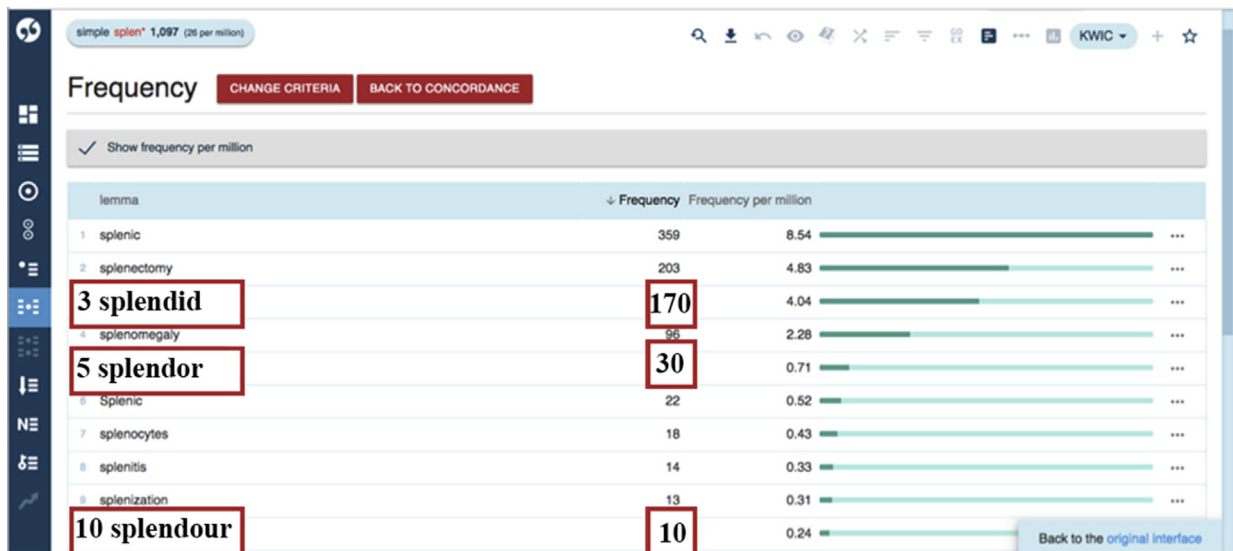 simple splen* 1,097 (26 per million)
KWIC
Frequency CHANGE CRITERIA BACK TO CONCORDANCE
Show frequency per million
lemma Frequency Frequency per million
1 splenic 359 8.54 ...
2 splenectomy 203 4.83 ...
3 splendid 170 4.04 ...
4 splenomegaly 96 2.28 ...
5 splendor 30 0.71 ...
6 Splenic 22 0.52 ...
7 splenocytes 18 0.43 ...
8 splenitis 14 0.33 ...
9 splenization 13 0.31 ...
10 splendour 10 0.24
Back to the original interface